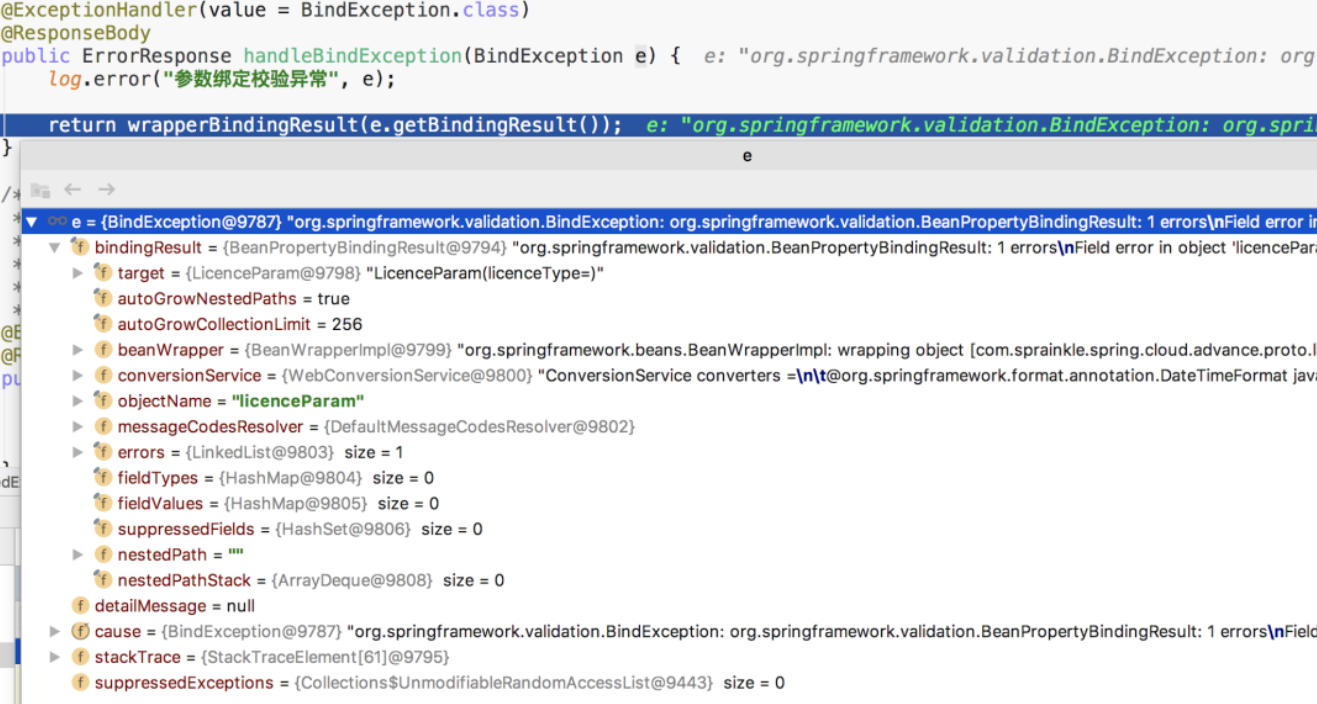 @ExceptionHandler(value = BindException.class)
@ResponseBody
public ErrorResponse handleBindException(BindException e) {  e: "org.springframework.validation.BindException: org
log.error("参数绑定校验异常", e);
return wrapperBindingResult(e.getBindingResult());  e: "org.springframework.validation.BindException: org.spri
}
e
/*
e = {BindException@9787} "org.springframework.validation.BindException: org.springframework.validation.BeanPropertyBindingResult: 1 errors\nField error in
bindingResult = {BeanPropertyBindingResult@9794} "org.springframework.validation.BeanPropertyBindingResult: 1 errors\nField error in object 'licencePara
target = {LicenceParam@9798} "LicenceParam(licenceType=)"
autoGrowNestedPaths = true
autoGrowCollectionLimit = 256
beanWrapper = {BeanWrapperImpl@9799} "org.springframework.beans.BeanWrapperImpl: wrapping object [com.sprainkle.spring.cloud.advance.proto.l
conversionService = {WebConversionService@9800} "ConversionService converters =\n\t@org.springframework.format.annotation.DateTimeFormat java
objectName = "licenceParam"
messageCodesResolver = {DefaultMessageCodesResolver@9802}
errors = {LinkedList@9803} size = 1
fieldTypes = {HashMap@9804} size = 0
fieldValues = {HashMap@9805} size = 0
suppressedFields = {HashSet@9806} size = 0
nestedPath = ""
nestedPathStack = {ArrayDeque@9808} size = 0
detailMessage = null
cause = {BindException@9787} "org.springframework.validation.BindException: org.springframework.validation.BeanPropertyBindingResult: 1 errors\nField
stackTrace = {StackTraceElement[61]@9795}
suppressedExceptions = {Collections$UnmodifiableRandomAccessList@9443} size = 0